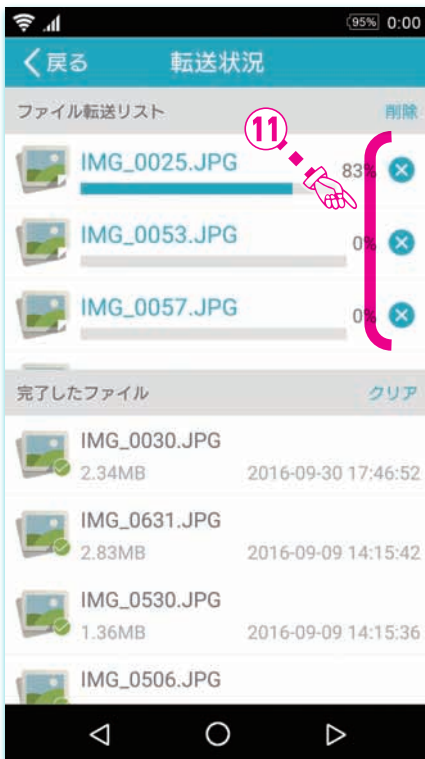 95% 0:00
戻る 転送状況
ファイル転送リスト 削除
⑪
IMG_0025.JPG 83%
IMG_0053.JPG 0%
IMG_0057.JPG 0%
完了したファイル クリア
IMG_0030.JPG
2.34MB 2016-09-30 17:46:52
IMG_0631.JPG
2.83MB 2016-09-09 14:15:42
IMG_0530.JPG
1.36MB 2016-09-09 14:15:36
IMG_0506.JPG